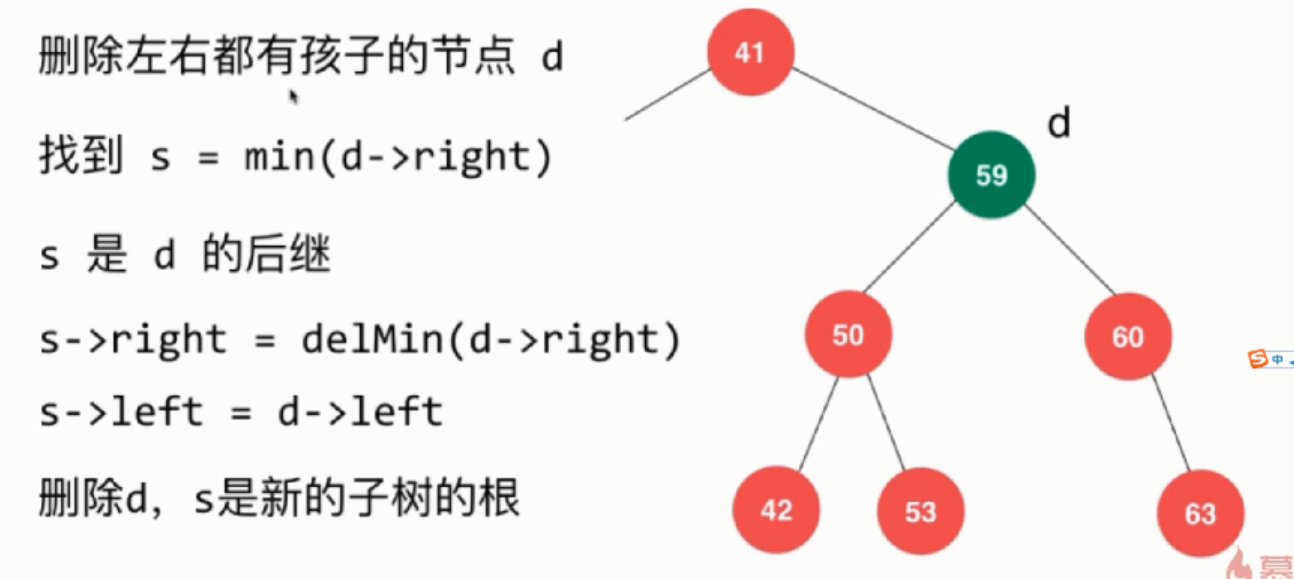 删除左右都有孩子的节点 d
找到 s = min(d->right)
s 是 d 的后继
s->right = delMin(d->right)
s->left = d->left
删除d, s是新的子树的根
41
d
59
50
60
42
53
63
中
慕